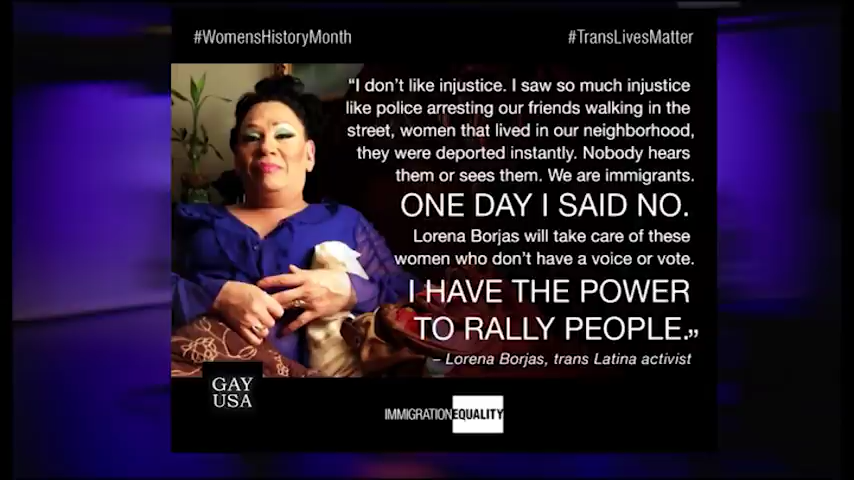 #WomensHistoryMonth
#TransLivesMatter
“I don’t like injustice. I saw so much injustice
like police arresting our friends walking in the
street, women that lived in our neighborhood,
they were deported instantly. Nobody hears
them or sees them. We are immigrants.
ONE DAY I SAID NO.
Lorena Borjas will take care of these
women who don’t have a voice or vote.
I HAVE THE POWER
TO RALLY PEOPLE.”
– Lorena Borjas, trans Latina activist
GAY
USA
IMMIGRATIONEQUALITY